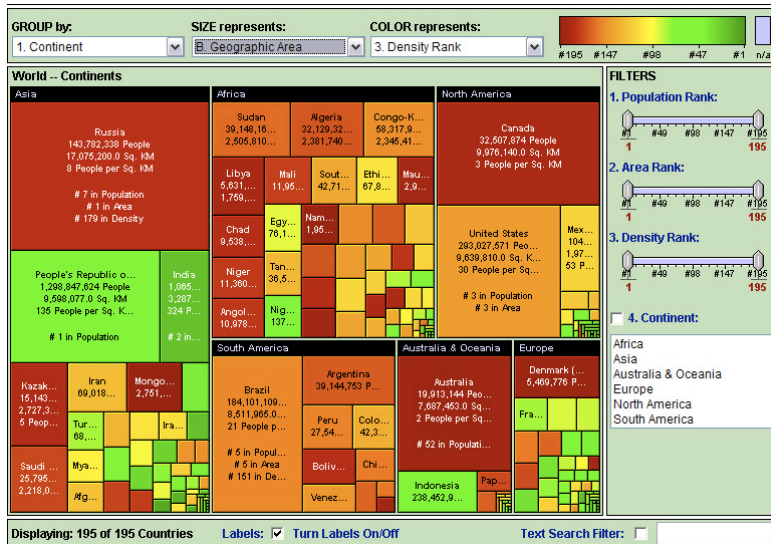 GROUP by:
SIZE represents:
COLOR represents:
1. Continent
B. Geographic Area
3. Density Rank
#195 #147 #98 #47 #1 n/a
World -- Continents
Asia
Russia
143,782,338 People
17,075,200.0 Sq. KM
8 People per Sq. KM
# 7 in Population
# 1 in Area
# 179 in Density
People's Republic o...
1,298,847,624 People
9,598,077.0 Sq. KM
135 People per Sq. K...
# 1 in Population
India
1,065...
3,287...
324 P...
# 2 in...
Kazak...
15,143...
2,727,3...
5 Peop...
Iran
69,018...
Mongo...
2,751,...
Tur...
68,...
Ira...
Saudi ...
25,795...
2,218,0...
Mya...
Afg...
Africa
Sudan
39,148,16...
2,505,810...
Algeria
32,129,32...
2,381,740...
Congo-K...
58,317,9...
2,345,41...
Libya
5,631,...
1,759,...
Mali
11,95...
Sout...
42,71...
Ethi...
67,8...
Mau...
2,9...
Chad
9,538,...
Egy...
76,1...
Nam...
1,95...
Niger
11,360...
Tan...
36,5...
Angol...
10,978...
Nig...
137...
North America
Canada
32,507,874 People
9,976,140.0 Sq. KM
3 People per Sq. KM
United States
293,027,571 Peo...
9,639,810.0 Sq. K...
30 People per Sq...
# 3 in Population
# 3 in Area
Mex...
104...
1,97...
53 P...
South America
Brazil
184,101,109...
8,511,965.0...
21 People p...
# 5 in Popul...
# 5 in Area
# 151 in De...
Argentina
39,144,753 P...
Peru
27,54...
Colo...
42,3...
Boliv...
Chi...
Venez...
Australia & Oceania
Australia
19,913,144 Peo...
7,687,453.0 Sq...
2 People per Sq...
# 52 in Populati...
Indonesia
238,452,9...
Pap...
Europe
Denmark (...
5,469,776 P...
Fra...
FILTERS
1. Population Rank:
#1 #49 #98 #147 #195
1 195
2. Area Rank:
#1 #49 #98 #147 #195
1 195
3. Density Rank:
#1 #49 #98 #147 #195
1 195
4. Continent:
Africa
Asia
Australia & Oceania
Europe
North America
South America
Displaying: 195 of 195 Countries
Labels:
Turn Labels On/Off
Text Search Filter: